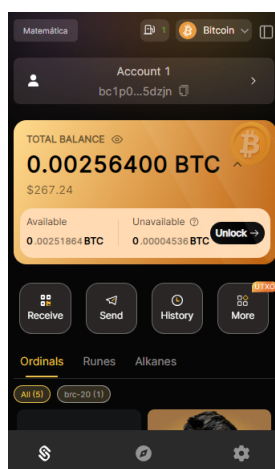 Matemática
1
Bitcoin
Account 1
bc1p0...5dzjn
TOTAL BALANCE
0.00256400 BTC
$267.24
Available
Unavailable
0.00251864 BTC
0.00004536 BTC
Unlock →
UTXO
Receive
Send
History
More
Ordinals
Runes
Alkanes
All (5)
brc-20 (1)